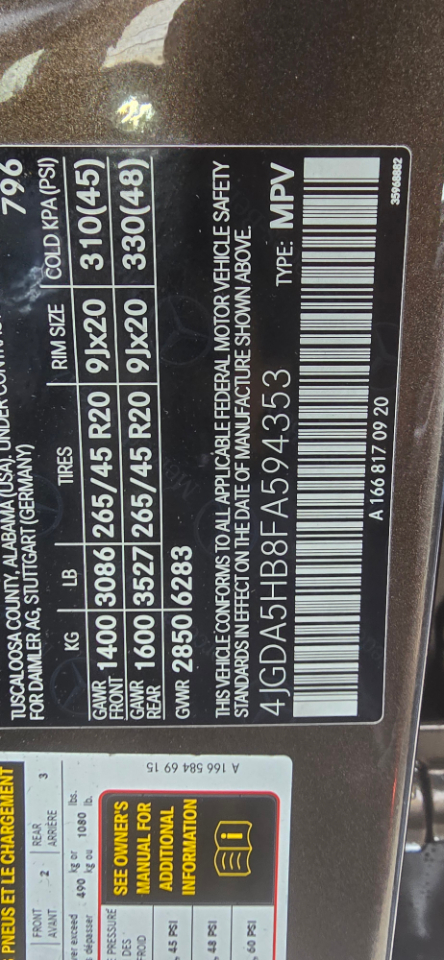 796
TUSCALOOSA COUNTY, ALABAMA (USA), UNDER
FOR DAIMLER AG, STUTTGART (GERMANY)
KG LB TIRES RIM SIZE COLD KPA (PSI)
GAWR FRONT 1400 3086 265/45 R20 9Jx20 310(45)
GAWR REAR 1600 3527 265/45 R20 9Jx20 330(48)
GVWR 2850 6283
THIS VEHICLE CONFORMS TO ALL APPLICABLE FEDERAL MOTOR VEHICLE SAFETY
STANDARDS IN EFFECT ON THE DATE OF MANUFACTURE SHOWN ABOVE.
4JGDA5HB8FA594353 TYPE: MPV
A 166 817 09 20
35968882
A 166 584 69 15
PNEUS ET LE CHARGEMENT
FRONT 2 REAR 3
AVANT ARRIÈRE
exceed 490 kg or 1080 lbs.
dépasser kg ou lb.
PRESSURE
DES
, 45 PSI
, 48 PSI
, 60 PSI
SEE OWNER'S
MANUAL FOR
ADDITIONAL
INFORMATION